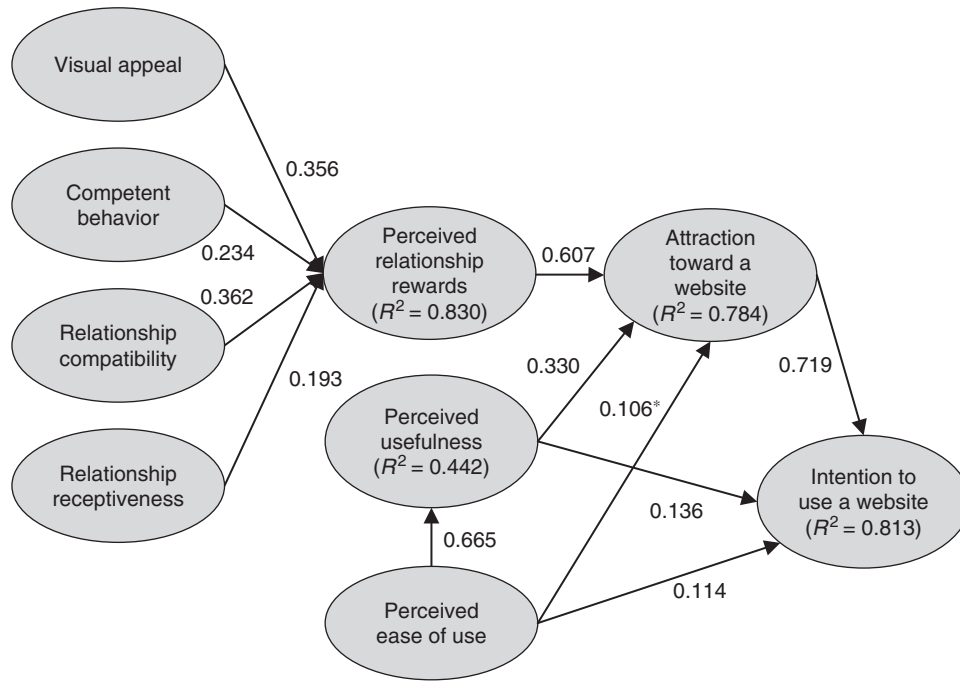 Visual appeal
0.356
Competent
behavior
0.234
Perceived
relationship
rewards
(R² = 0.830)
0.607
Attraction
toward a
website
(R² = 0.784)
0.362
Relationship
compatibility
0.193
0.330
0.719
0.106*
Perceived
usefulness
(R² = 0.442)
Relationship
receptiveness
Intention to
use a website
(R² = 0.813)
0.136
0.665
0.114
Perceived
ease of use